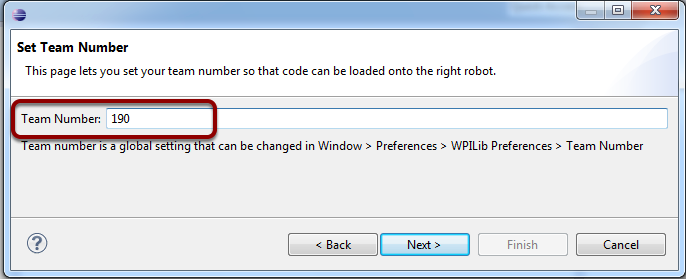 Set Team Number
This page lets you set your team number so that code can be loaded onto the right robot.
Team Number: 190
Team number is a global setting that can be changed in Window > Preferences > WPILib Preferences > Team Number
? < Back Next > Finish Cancel